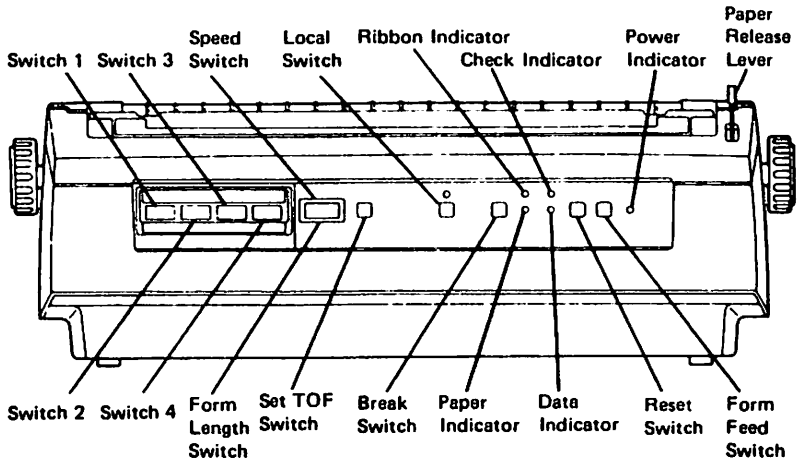 Paper
Release
Lever
Speed
Switch
Local
Switch
Ribbon Indicator
Power
Indicator
Switch 1 Switch 3
Check Indicator
Switch 2 Switch 4
Form
Length
Switch
Set TOF
Switch
Break
Switch
Paper
Indicator
Data
Indicator
Reset
Switch
Form
Feed
Switch